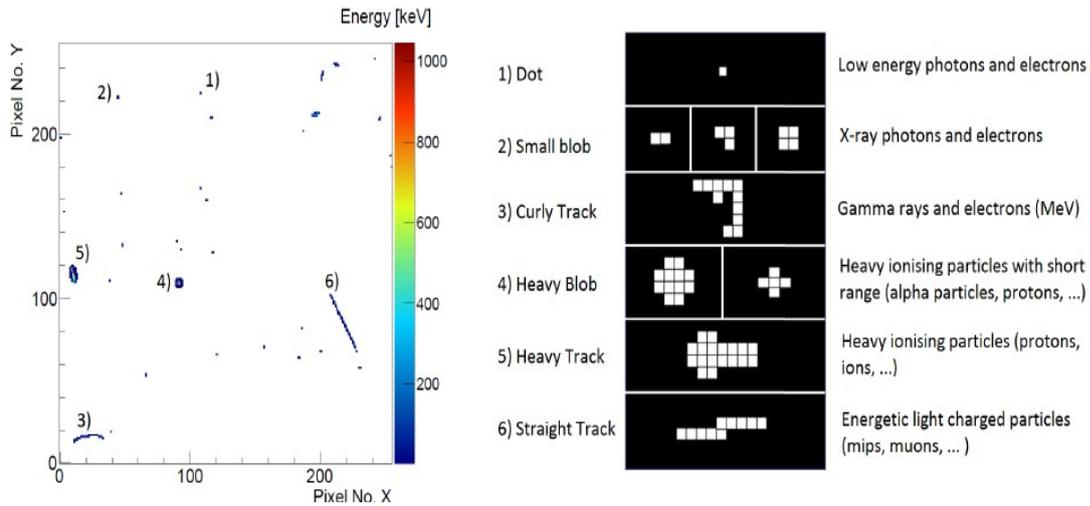 Energy [keV]
Pixel No. Y
1)
2)
5)
4)
6)
3)
200
100
0
0
100
200
Pixel No. X
1000
800
600
400
200
1) Dot
Low energy photons and electrons
2) Small blob
X-ray photons and electrons
3) Curly Track
Gamma rays and electrons (MeV)
4) Heavy Blob
Heavy ionising particles with short
range (alpha particles, protons, ...)
5) Heavy Track
Heavy ionising particles (protons,
ions, ...)
6) Straight Track
Energetic light charged particles
(mips, muons, ... )